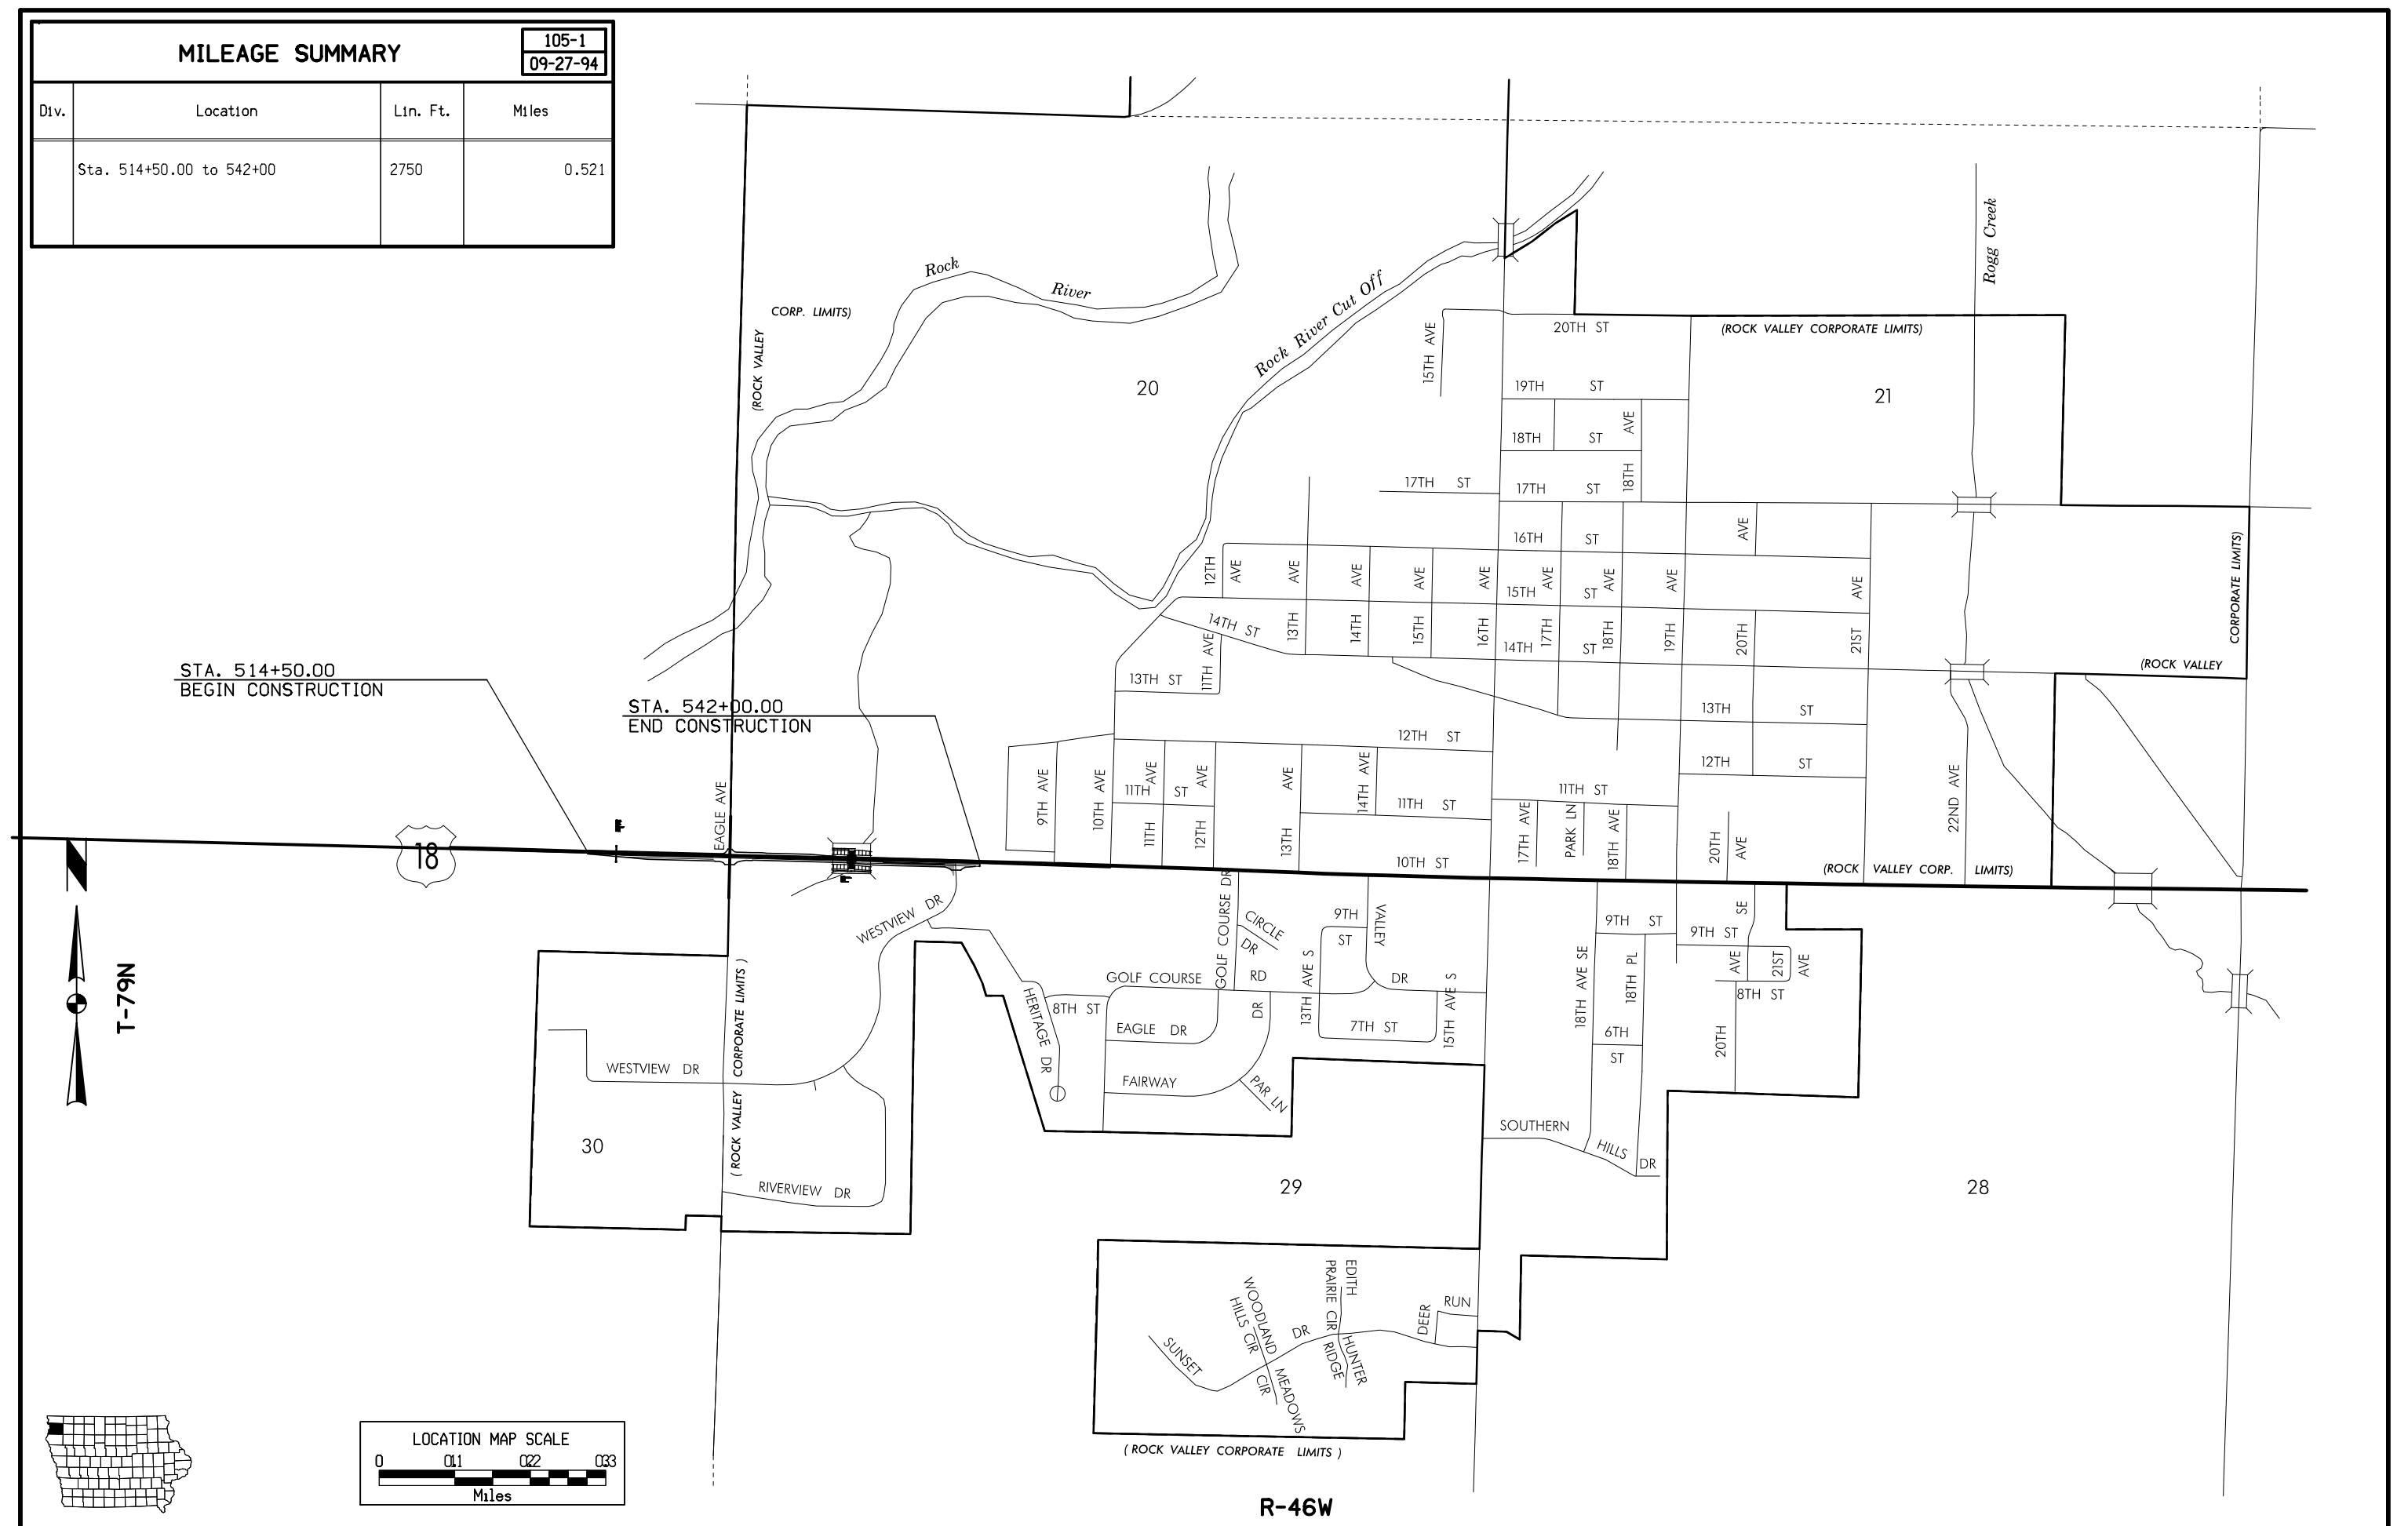 MILEAGE SUMMARY
105-1
09-27-94
Div. Location Lin. Ft. Miles
Sta. 514+50.00 to 542+00 2750 0.521
Rogg Creek
Rock River
Rock River Cut Off
(ROCK VALLEY CORP. LIMITS)
20
21
15TH AVE
20TH ST
(ROCK VALLEY CORPORATE LIMITS)
19TH ST
18TH ST
18TH AVE
17TH ST
17TH ST
16TH ST
AVE
12TH AVE
13TH AVE
14TH AVE
15TH AVE
16TH AVE
17TH AVE
18TH AVE
19TH AVE
20TH
21ST AVE
15TH ST
14TH ST
14TH ST
11TH AVE
13TH ST
(ROCK VALLEY CORPORATE LIMITS)
STA. 514+50.00
BEGIN CONSTRUCTION
STA. 542+00.00
END CONSTRUCTION
13TH ST
12TH ST
12TH ST
EAGLE AVE
9TH AVE
10TH AVE
11TH AVE
11TH ST
12TH AVE
13TH AVE
14TH AVE
11TH ST
11TH ST
17TH AVE
PARK LN
18TH AVE
20TH AVE
22ND AVE
10TH ST
(ROCK VALLEY CORP. LIMITS)
18
T-79N
WESTVIEW DR
GOLF COURSE DR
CIRCLE DR
9TH ST
VALLEY DR
GOLF COURSE RD
13TH AVE S
15TH AVE S
7TH ST
HERITAGE DR
8TH ST
EAGLE DR
FAIRWAY DR
PAR LN
18TH AVE SE
9TH ST
18TH PL
6TH ST
9TH ST
20TH AVE SE
21ST AVE
8TH ST
WESTVIEW DR
(ROCK VALLEY CORPORATE LIMITS)
30
RIVERVIEW DR
29
28
SOUTHERN HILLS DR
SUNSET DR
WOODLAND HILLS CIR
MEADOWS CIR
EDITH PRAIRIE CIR
HUNTER RIDGE
DEER RUN
(ROCK VALLEY CORPORATE LIMITS)
LOCATION MAP SCALE
0 0.1 0.2 0.3
Miles
R-46W